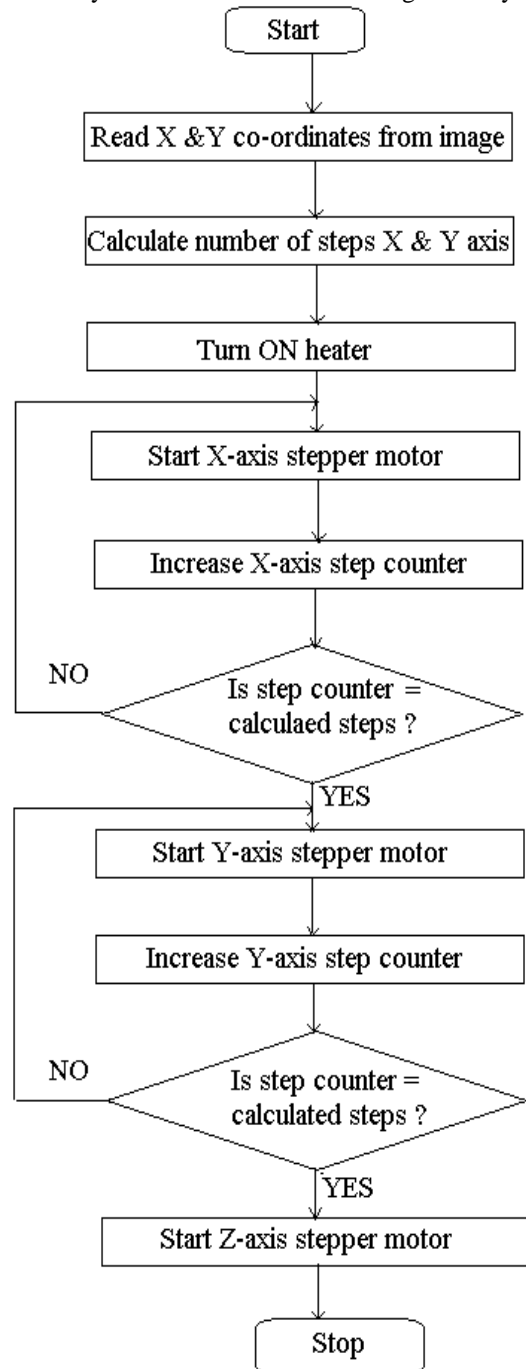 Start
Read X &Y co-ordinates from image
Calculate number of steps X & Y axis
Turn ON heater
Start X-axis stepper motor
Increase X-axis step counter
NO
Is step counter =
calculaed steps ?
YES
Start Y-axis stepper motor
Increase Y-axis step counter
NO
Is step counter =
calculated steps ?
YES
Start Z-axis stepper motor
Stop